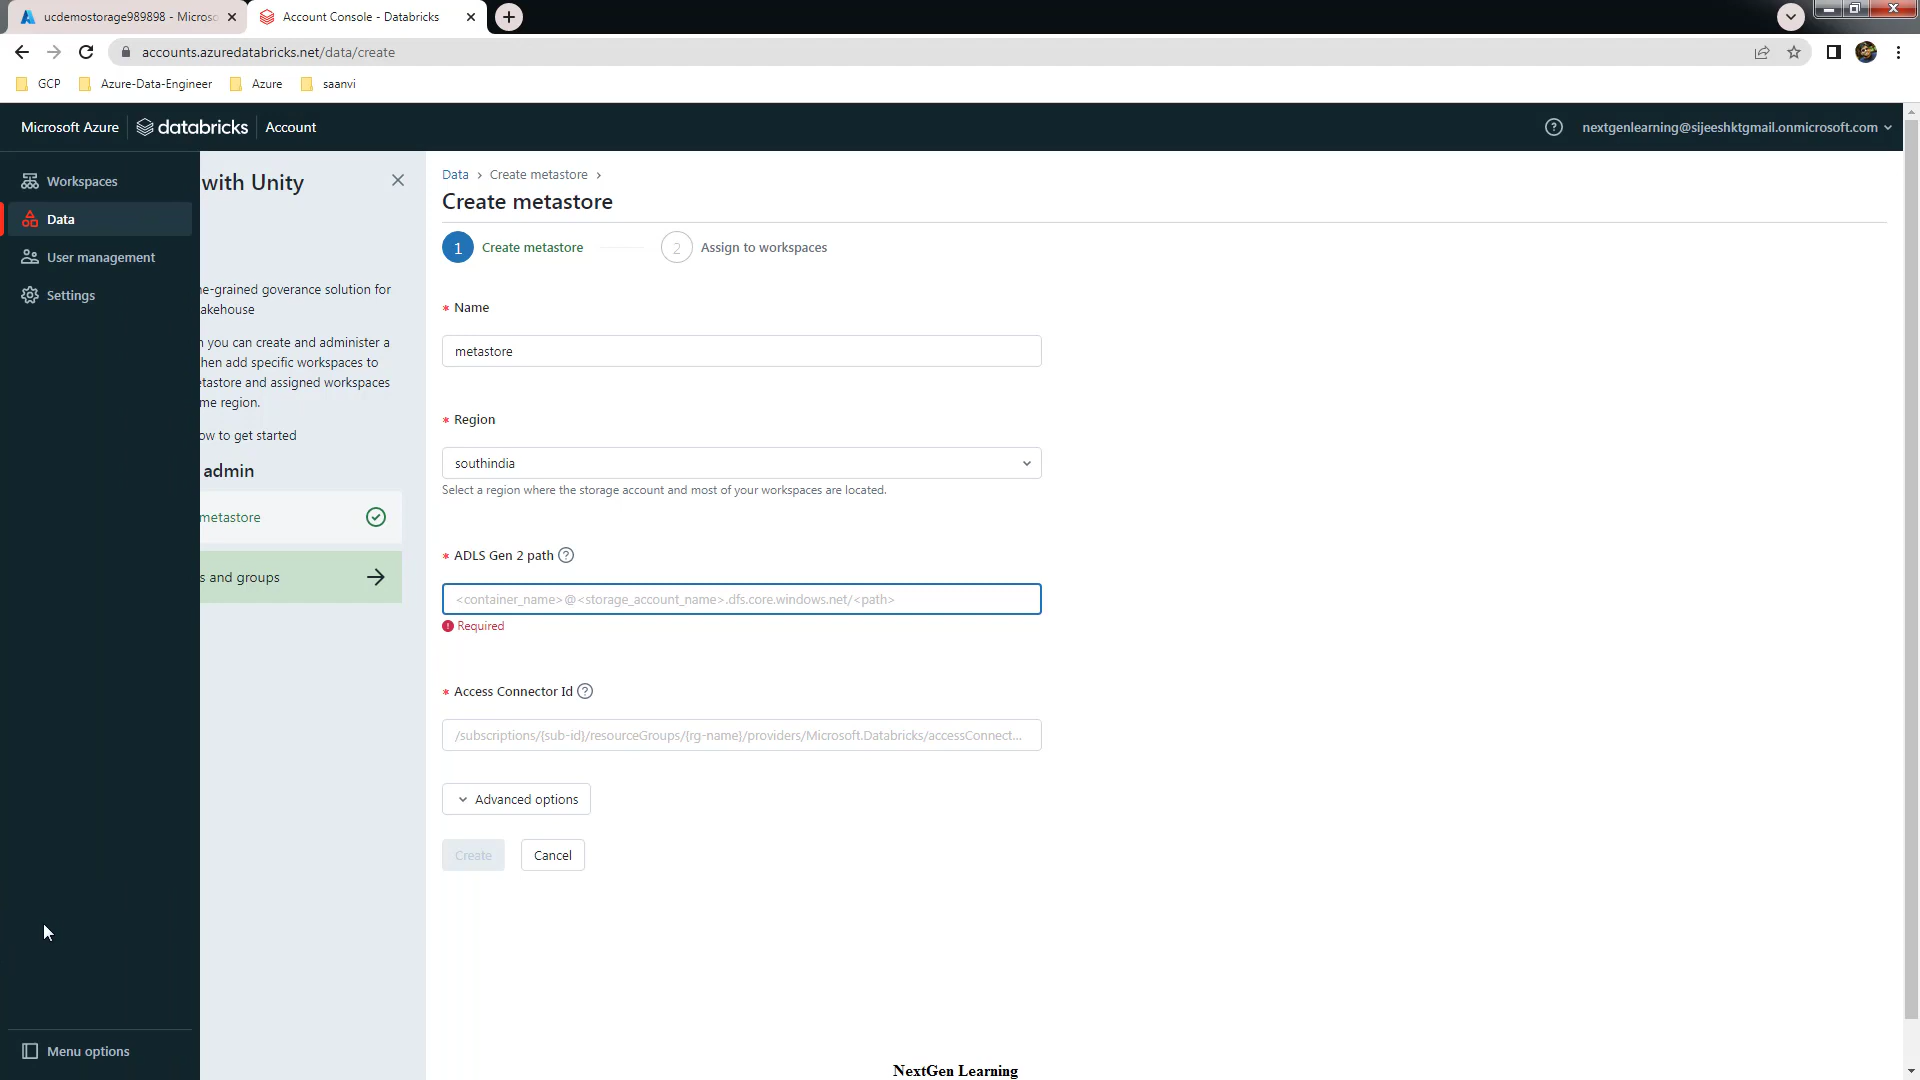 ucdemostorage989898 - Microso
Account Console - Databricks
accounts.azuredatabricks.net/data/create
GCP
Azure-Data-Engineer
Azure
saanvi
Microsoft Azure
databricks
Account
nextgenlearning@sijeeshktgmail.onmicrosoft.com
Workspaces
Data
User management
Settings
Menu options
with Unity
ne-grained goverance solution for
akehouse
n you can create and administer a
hen add specific workspaces to
etastore and assigned workspaces
me region.
ow to get started
admin
metastore
s and groups
Data > Create metastore >
Create metastore
1 Create metastore
2 Assign to workspaces
* Name
metastore
* Region
southindia
Select a region where the storage account and most of your workspaces are located.
* ADLS Gen 2 path
<container_name>@<storage_account_name>.dfs.core.windows.net/<path>
Required
* Access Connector Id
/subscriptions/{sub-id}/resourceGroups/{rg-name}/providers/Microsoft.Databricks/accessConnect...
Advanced options
Create
Cancel
NextGen Learning